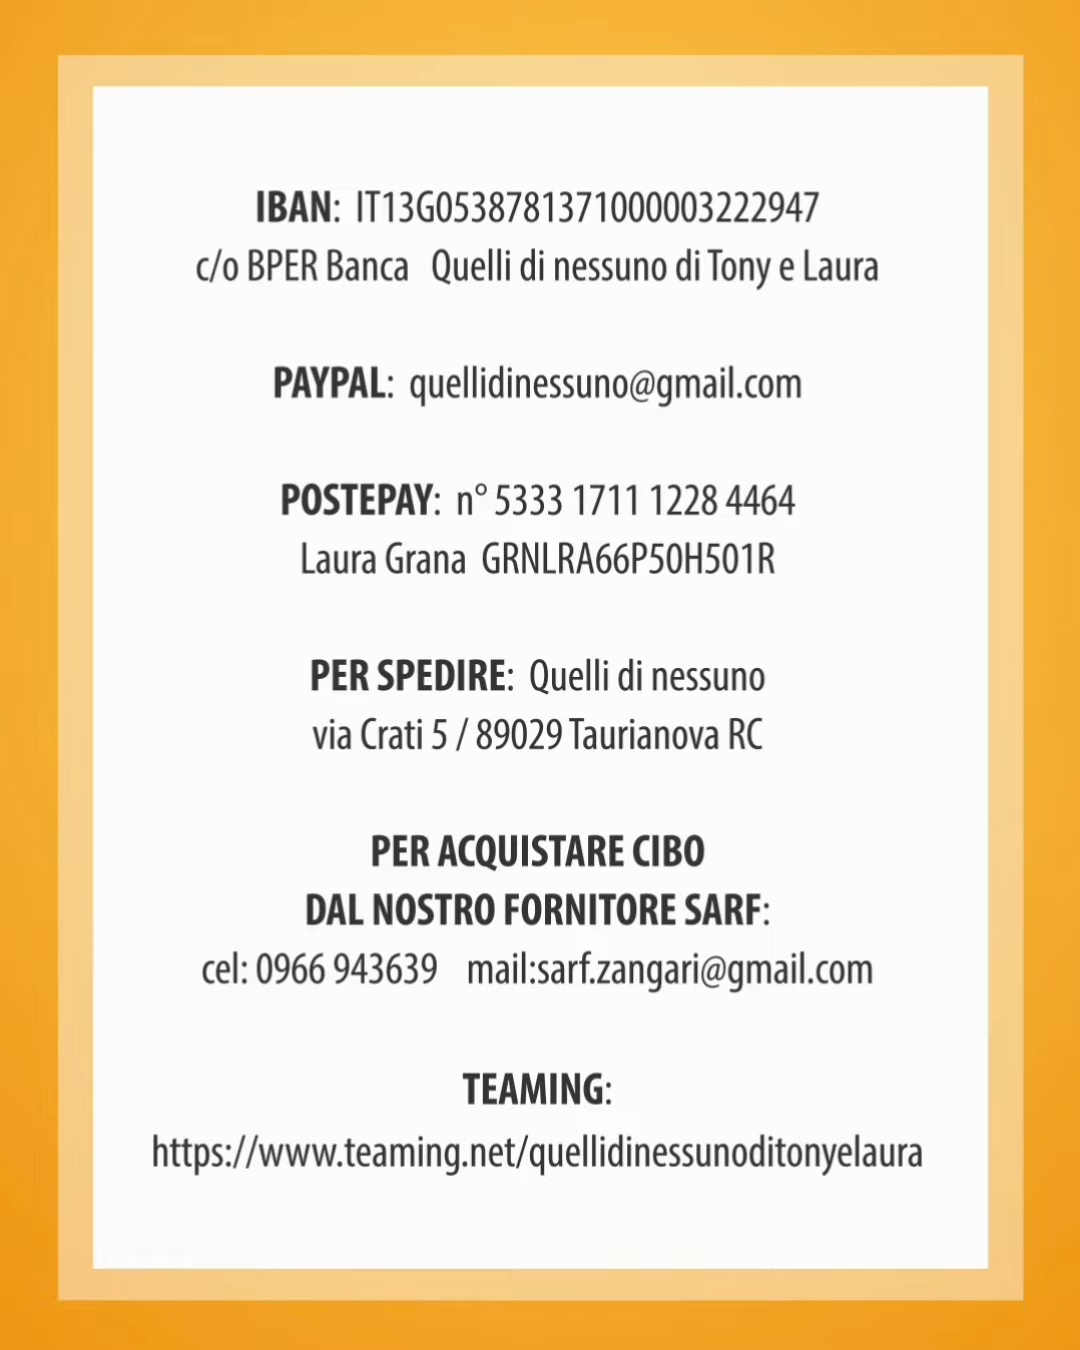 IBAN: IT13G0538781371000003222947
c/o BPER Banca Quelli di nessuno di Tony e Laura
PAYPAL: quellidinessuno@gmail.com
POSTEPAY: n° 5333 1711 1228 4464
Laura Grana GRNLRA66P50H501R
PER SPEDIRE: Quelli di nessuno
via Crati 5 / 89029 Taurianova RC
PER ACQUISTARE CIBO
DAL NOSTRO FORNITORE SARF:
cel: 0966 943639 mail:sarf.zangari@gmail.com
TEAMING:
https://www.teaming.net/quellidinessunoditonyelaura